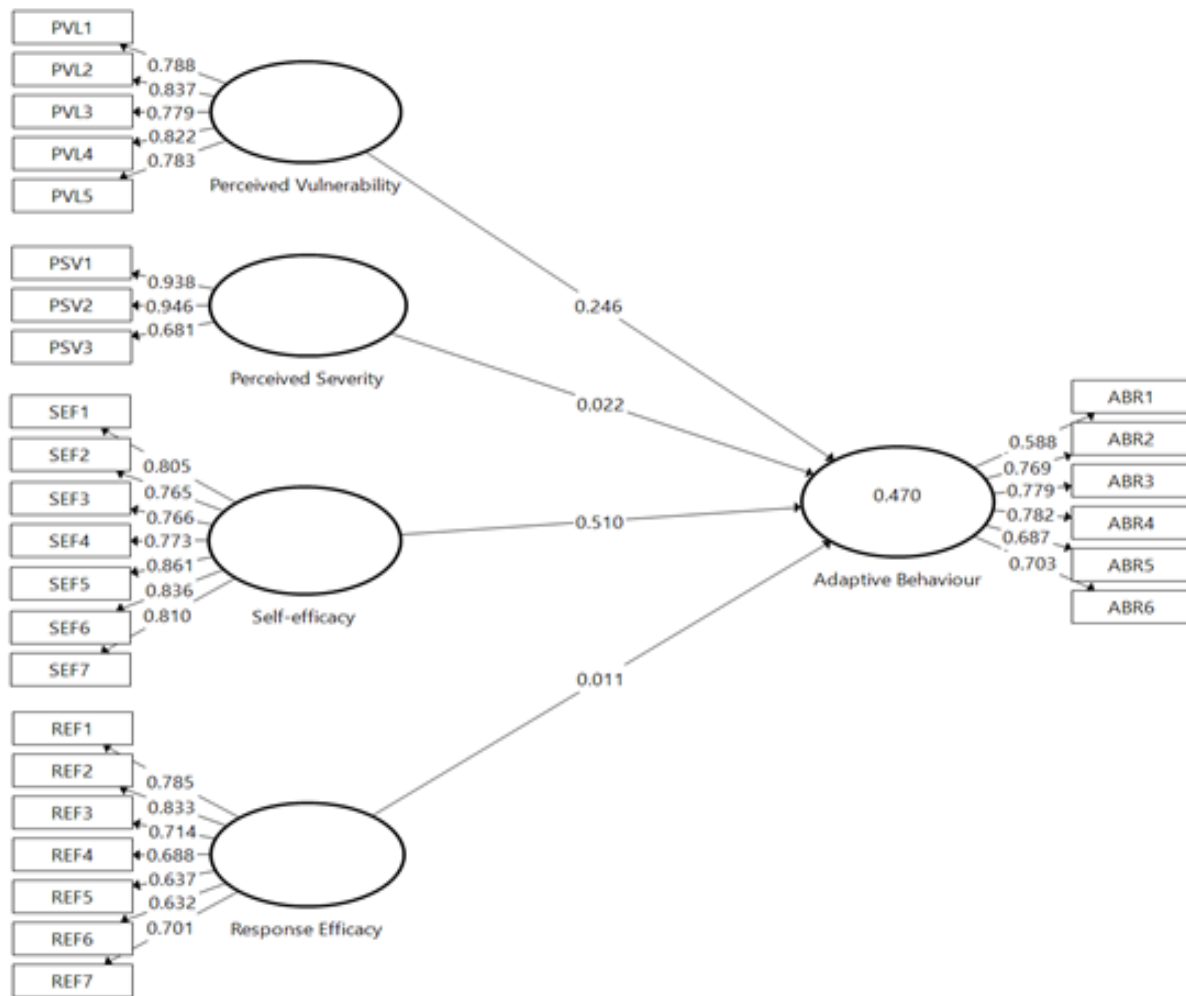 PVL1
0.788
PVL2
0.837
PVL3
0.779
PVL4
0.822
0.783
PVL5
Perceived Vulnerability
PSV1
0.938
PSV2
0.946
PSV3
0.681
Perceived Severity
SEF1
0.805
SEF2
0.765
SEF3
0.766
SEF4
0.773
SEF5
0.861
0.836
SEF6
0.810
SEF7
Self-efficacy
REF1
0.785
REF2
0.833
REF3
0.714
REF4
0.688
REF5
0.637
0.632
REF6
0.701
REF7
Response Efficacy
0.246
0.022
0.510
0.011
0.470
Adaptive Behaviour
ABR1
0.588
ABR2
0.769
ABR3
0.779
ABR4
0.782
0.687
ABR5
0.703
ABR6